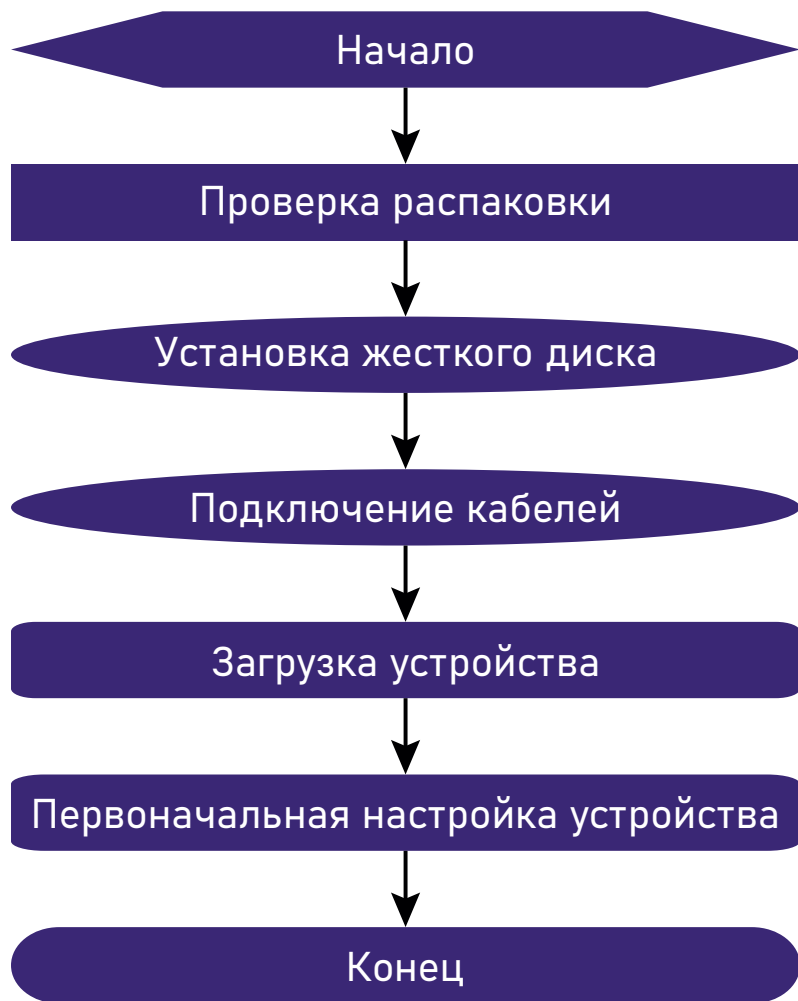 Начало
Проверка распаковки
Установка жесткого диска
Подключение кабелей
Загрузка устройства
Первоначальная настройка устройства
Конец